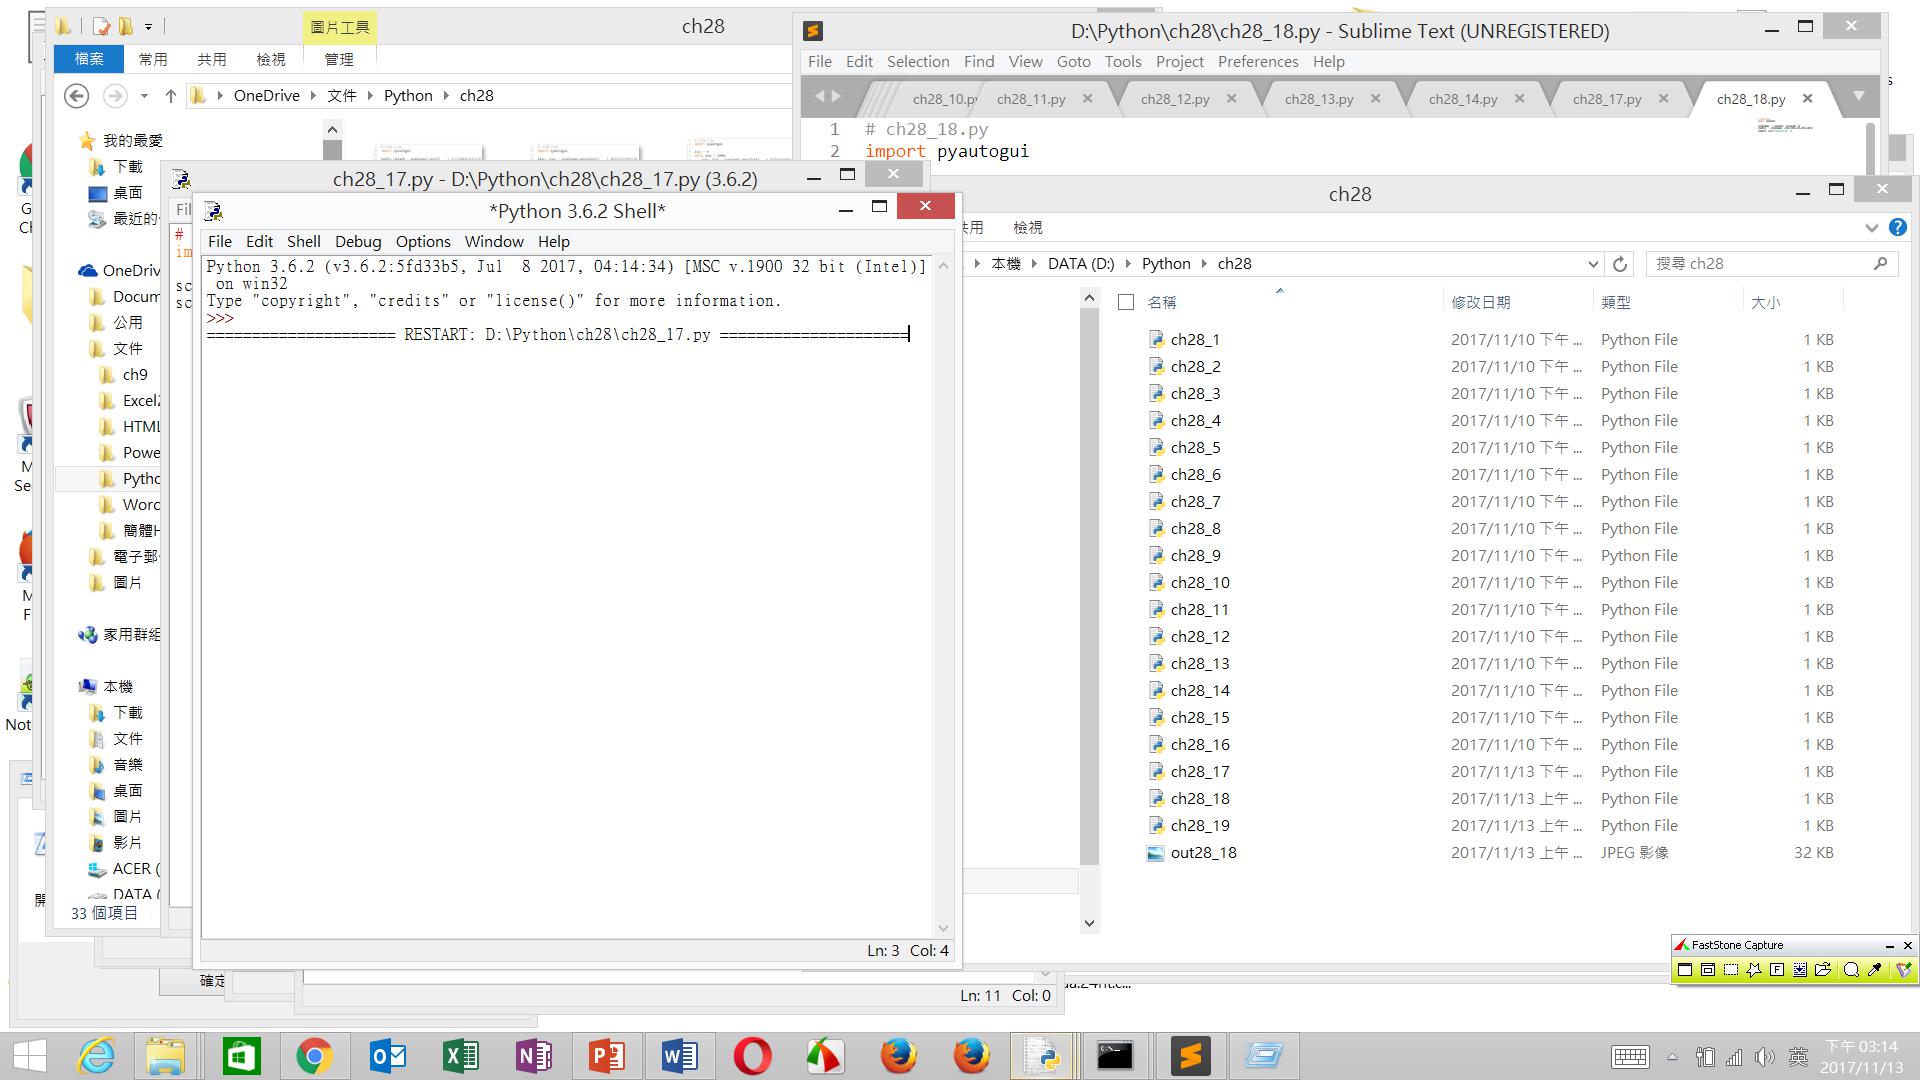 圖片工具
ch28
檔案 常用 共用 檢視 管理
OneDrive 文件 Python ch28
我的最愛
下載
桌面
OneDriv
Docum
公用
文件
ch9
Excel
HTML
Powe
Pytho
Word
簡體H
電子郵
圖片
家用群組
本機
下載
文件
音樂
桌面
圖片
影片
ACER (
DATA (
33 個項目
D:\Python\ch28\ch28_18.py - Sublime Text (UNREGISTERED)
File Edit Selection Find View Goto Tools Project Preferences Help
ch28_10.py ch28_11.py ch28_12.py ch28_13.py ch28_14.py ch28_17.py ch28_18.py
1 # ch28_18.py
2 import pyautogui
ch28_17.py - D:\Python\ch28\ch28_17.py (3.6.2)
Fil
#
im
sc
sc
*Python 3.6.2 Shell*
File Edit Shell Debug Options Window Help
Python 3.6.2 (v3.6.2:5fd33b5, Jul  8 2017, 04:14:34) [MSC v.1900 32 bit (Intel)]
on win32
Type "copyright", "credits" or "license()" for more information.
>>>
===================== RESTART: D:\Python\ch28\ch28_17.py =====================
Ln: 3 Col: 4
Ln: 11 Col: 0
確定
ch28
共用 檢視
本機 DATA (D:) Python ch28
搜尋 ch28
名稱 修改日期 類型 大小
ch28_1 2017/11/10 下午 ... Python File 1 KB
ch28_2 2017/11/10 下午 ... Python File 1 KB
ch28_3 2017/11/10 下午 ... Python File 1 KB
ch28_4 2017/11/10 下午 ... Python File 1 KB
ch28_5 2017/11/10 下午 ... Python File 1 KB
ch28_6 2017/11/10 下午 ... Python File 1 KB
ch28_7 2017/11/10 下午 ... Python File 1 KB
ch28_8 2017/11/10 下午 ... Python File 1 KB
ch28_9 2017/11/10 下午 ... Python File 1 KB
ch28_10 2017/11/10 下午 ... Python File 1 KB
ch28_11 2017/11/10 下午 ... Python File 1 KB
ch28_12 2017/11/10 下午 ... Python File 1 KB
ch28_13 2017/11/10 下午 ... Python File 1 KB
ch28_14 2017/11/10 下午 ... Python File 1 KB
ch28_15 2017/11/10 下午 ... Python File 1 KB
ch28_16 2017/11/10 下午 ... Python File 1 KB
ch28_17 2017/11/13 下午 ... Python File 1 KB
ch28_18 2017/11/13 上午 ... Python File 1 KB
ch28_19 2017/11/13 上午 ... Python File 1 KB
out28_18 2017/11/13 上午 ... JPEG 影像 32 KB
FastStone Capture
英
下午 03:14
2017/11/13